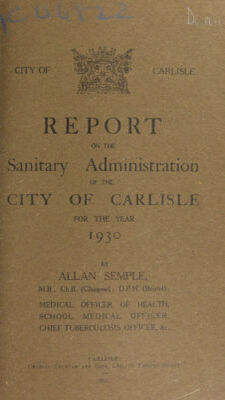 CITY OF CARLISLE
REPORT
ON THE
Sanitary Administration
OF THE
CITY OF CARLISLE
FOR THE YEAR
1930
BY
ALLAN SEMPLE,
M.B., Ch.B. (Glasgow); D.P.H. (Bristol);
MEDICAL OFFICER OF HEALTH,
SCHOOL MEDICAL OFFICER,
CHIEF TUBERCULOSIS OFFICER, &c.
CARLISLE: